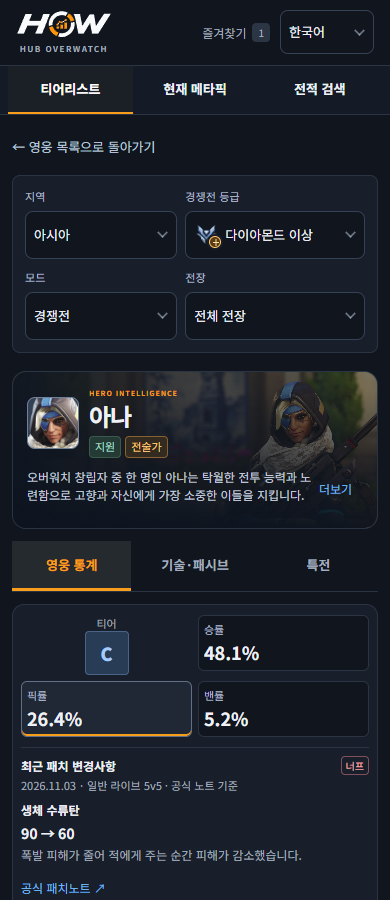 HOW
HUB OVERWATCH
즐겨찾기 1
한국어
티어리스트 현재 메타픽 전적 검색
← 영웅 목록으로 돌아가기
지역 경쟁전 등급
아시아 다이아몬드 이상
모드 전장
경쟁전 전체 전장
HERO INTELLIGENCE
아나
지원 전술가
오버워치 창립자 중 한 명인 아나는 탁월한 전투 능력과 노
련함으로 고향과 자신에게 가장 소중한 이들을 지킵니다.
더보기
영웅 통계 기술·패시브 특전
티어
C
승률
48.1%
픽률
26.4%
밴률
5.2%
최근 패치 변경사항 너프
2026.11.03 · 일반 라이브 5v5 · 공식 노트 기준
생체 수류탄
90 → 60
폭발 피해가 줄어 적에게 주는 순간 피해가 감소했습니다.
공식 패치노트 ↗